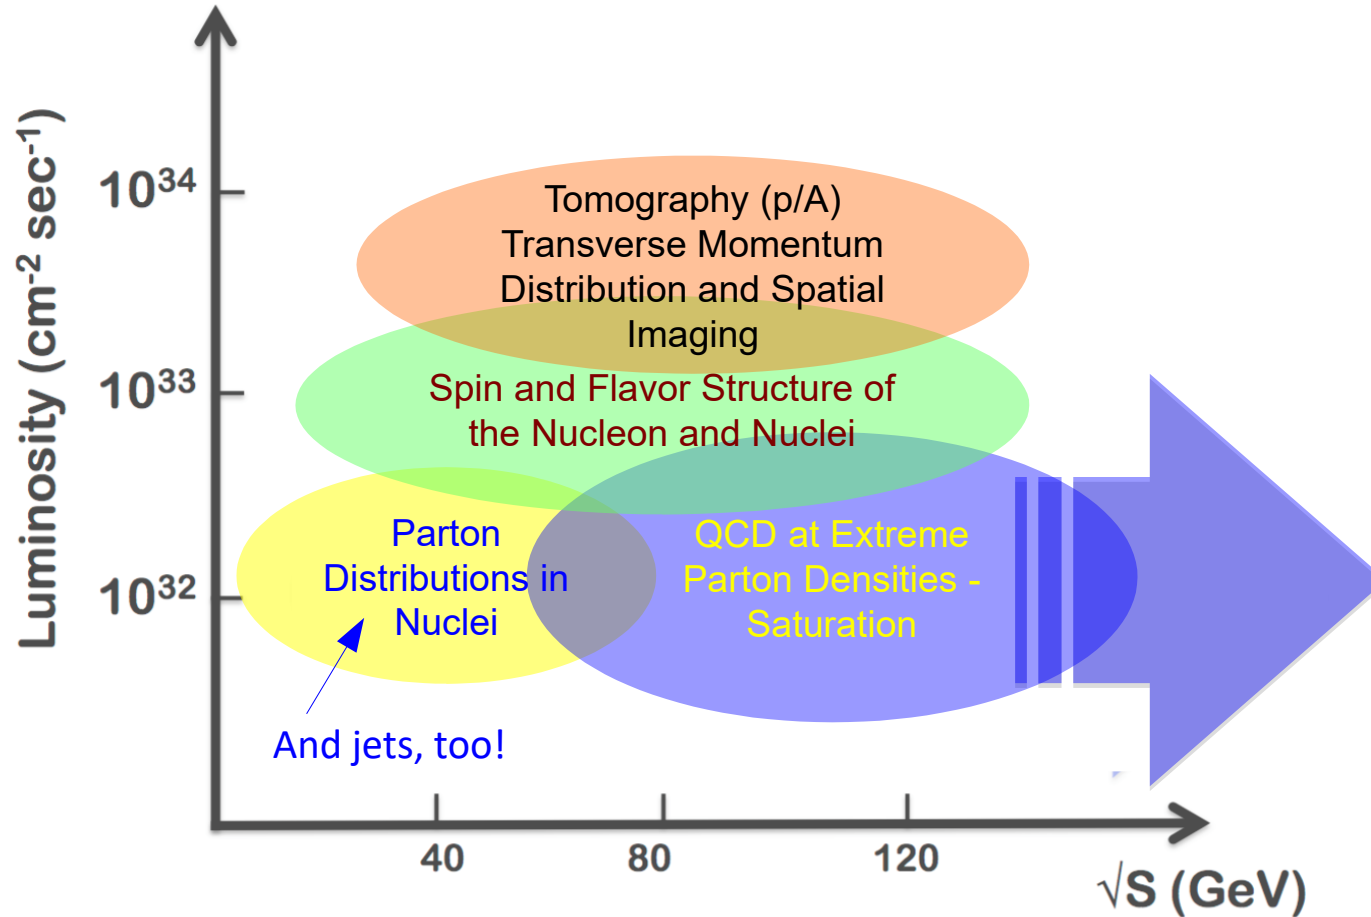 Luminosity (cm⁻² sec⁻¹)
10³⁴
10³³
10³²
Tomography (p/A)
Transverse Momentum
Distribution and Spatial
Imaging
Spin and Flavor Structure of
the Nucleon and Nuclei
Parton
Distributions in
Nuclei
QCD at Extreme
Parton Densities -
Saturation
And jets, too!
40
80
120
√S (GeV)